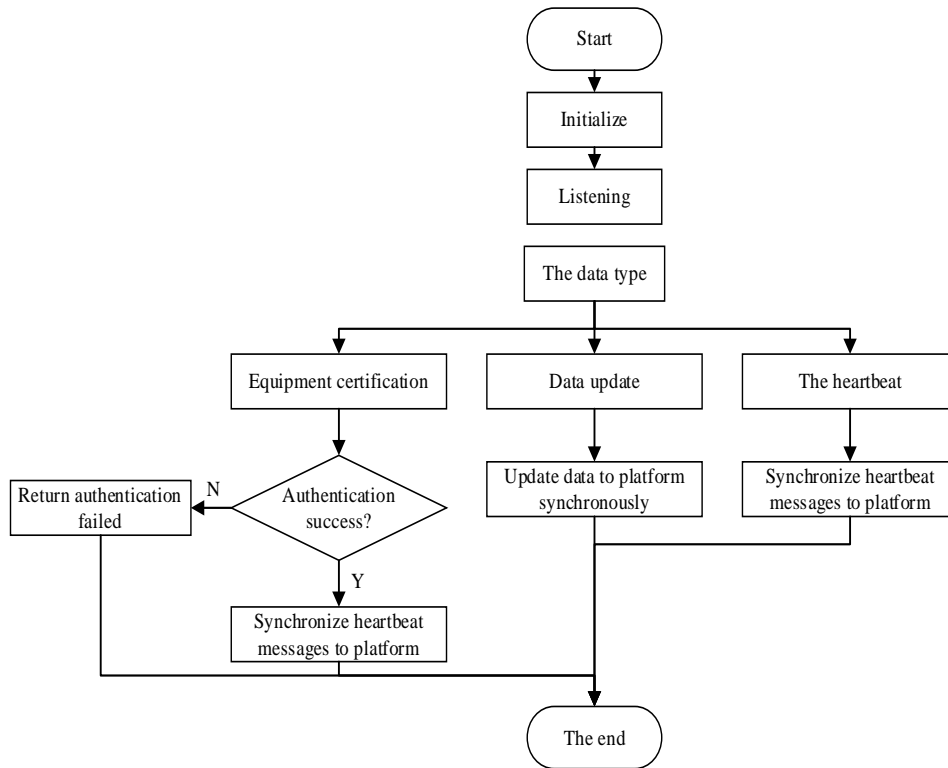 Start
Initialize
Listening
The data type
Equipment certification
Data update
The heartbeat
Return authentication
failed
N
Authentication
success?
Update data to platform
synchronously
Synchronize heartbeat
messages to platform
Y
Synchronize heartbeat
messages to platform
The end